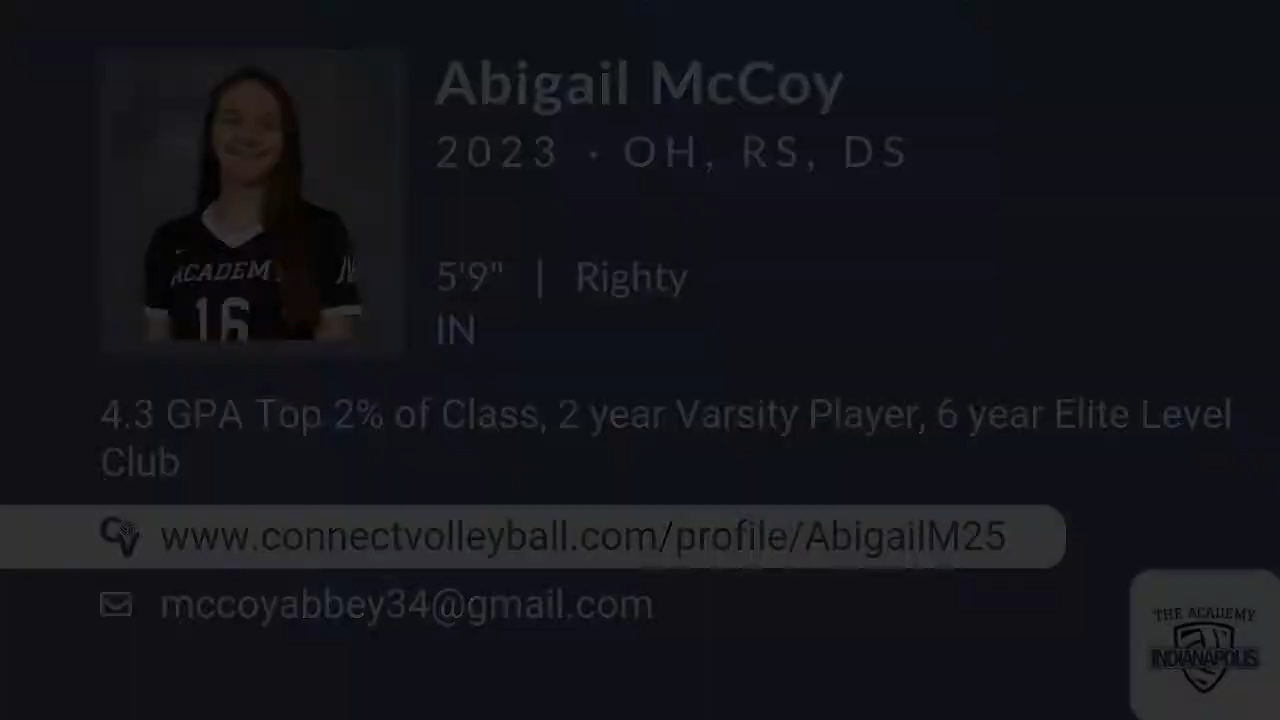 Abigail McCoy
2023 · OH, RS, DS
5'9" | Righty
IN
ACADEMY
16
4.3 GPA Top 2% of Class, 2 year Varsity Player, 6 year Elite Level
Club
www.connectvolleyball.com/profile/AbigailM25
mccoyabbey34@gmail.com
THE ACADEMY
INDIANAPOLIS